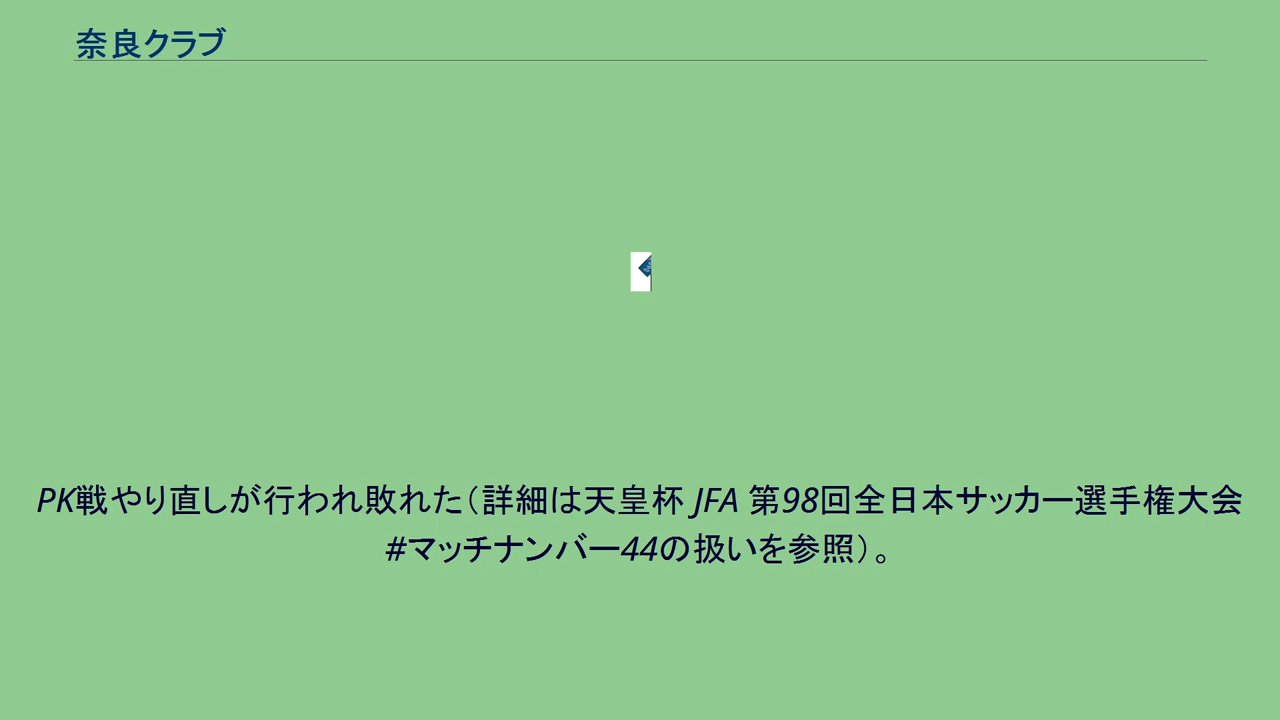 奈良クラブ
PK戦やり直しが行われ敗れた（詳細は天皇杯 JFA 第98回全日本サッカー選手権大会
#マッチナンバー44の扱いを参照）。